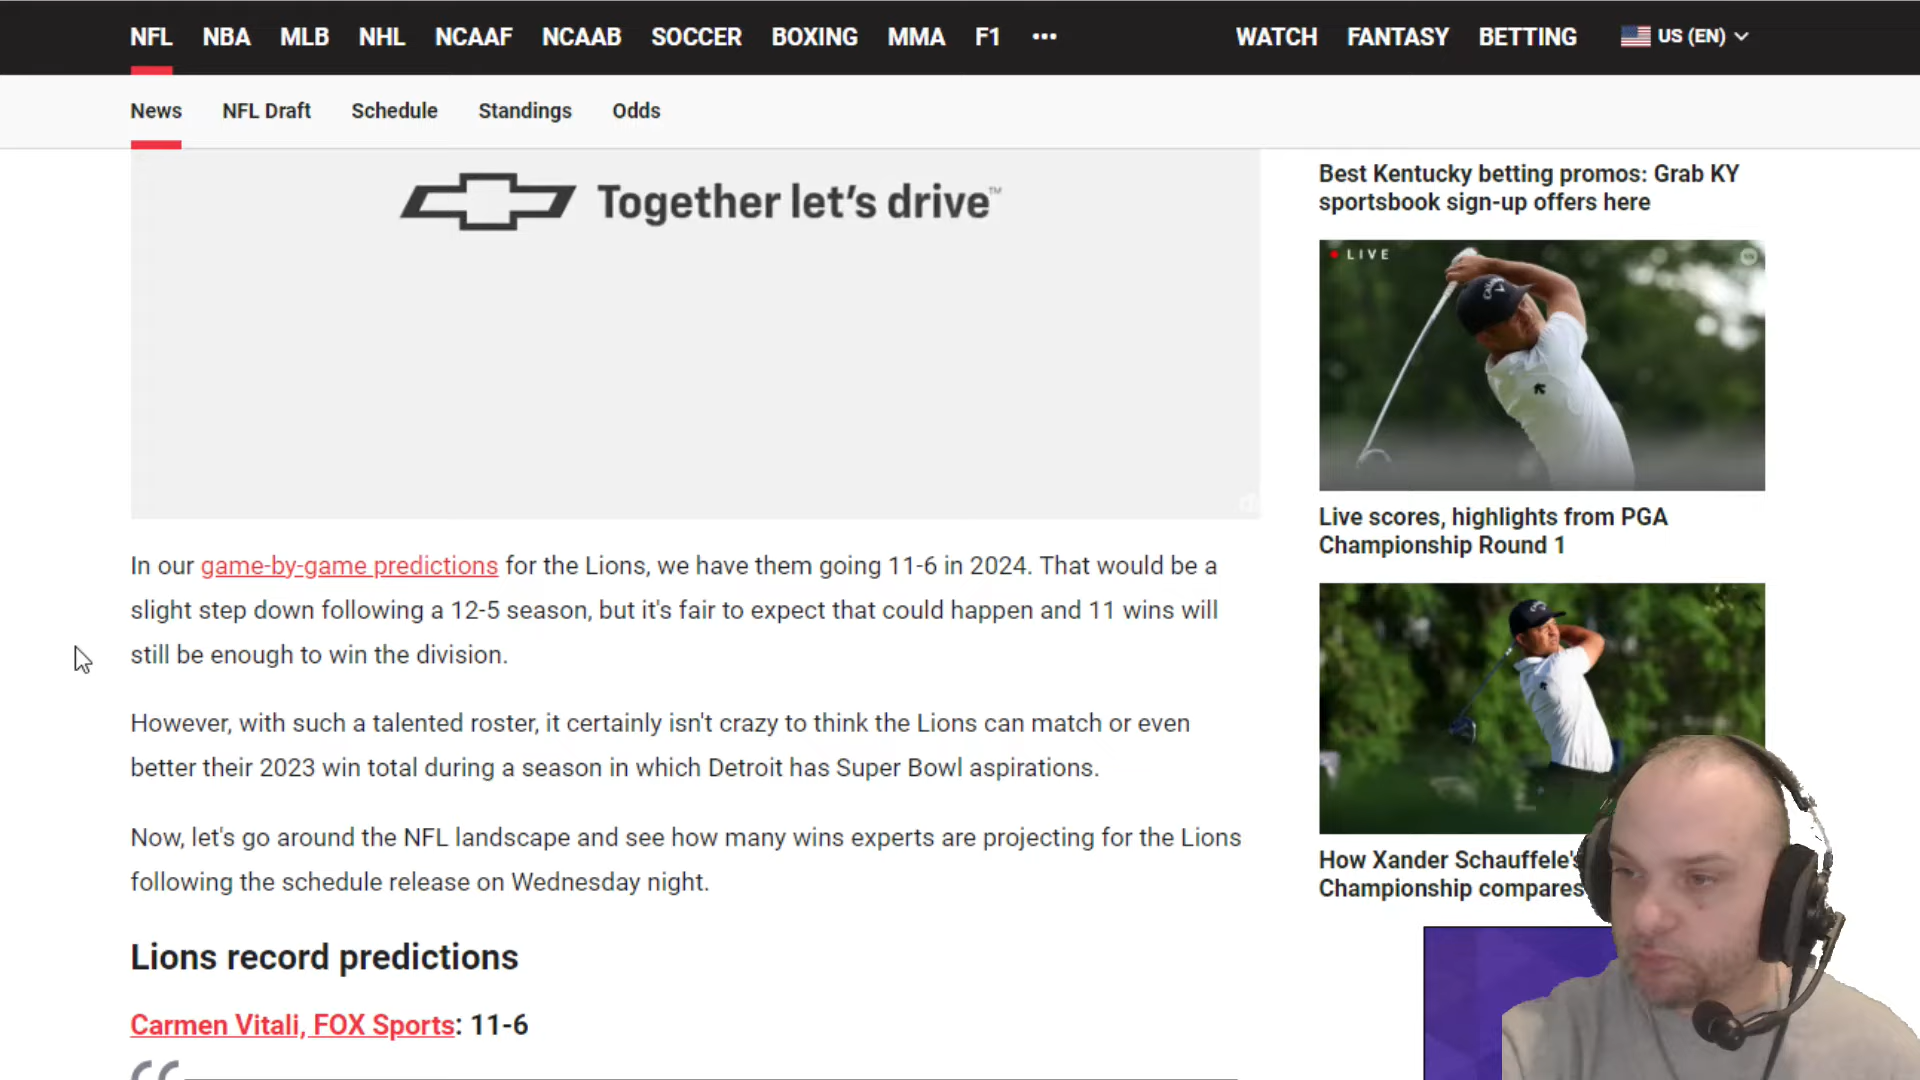 NFL NBA MLB NHL NCAAF NCAAB SOCCER BOXING MMA F1 ••• WATCH FANTASY BETTING US (EN)
News NFL Draft Schedule Standings Odds
Together let's drive™
In our game-by-game predictions for the Lions, we have them going 11-6 in 2024. That would be a
slight step down following a 12-5 season, but it's fair to expect that could happen and 11 wins will
still be enough to win the division.
However, with such a talented roster, it certainly isn't crazy to think the Lions can match or even
better their 2023 win total during a season in which Detroit has Super Bowl aspirations.
Now, let's go around the NFL landscape and see how many wins experts are projecting for the Lions
following the schedule release on Wednesday night.
Lions record predictions
Carmen Vitali, FOX Sports: 11-6
Best Kentucky betting promos: Grab KY
sportsbook sign-up offers here
LIVE
Live scores, highlights from PGA
Championship Round 1
How Xander Schauffele's
Championship compares